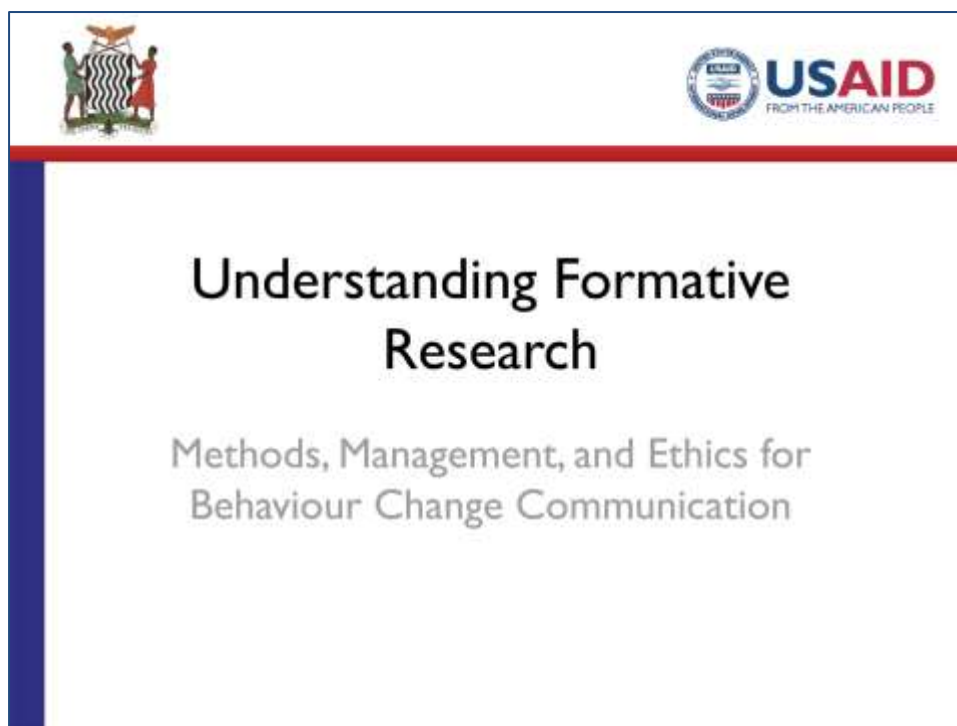 USAID
FROM THE AMERICAN PEOPLE
Understanding Formative
Research
Methods, Management, and Ethics for
Behaviour Change Communication